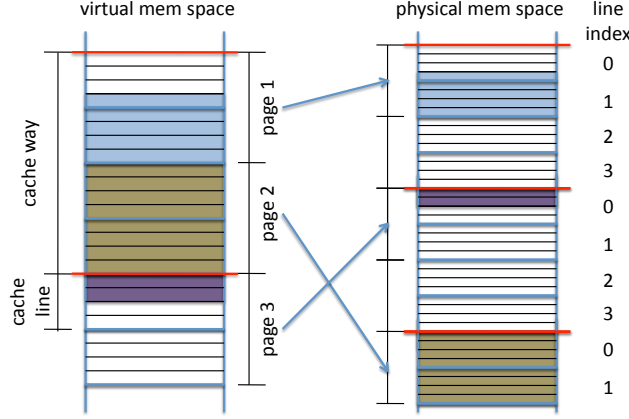 virtual mem space
physical mem space
line
index
cache way
cache
line
page 1
page 2
page 3
0
1
2
3
0
1
2
3
0
1